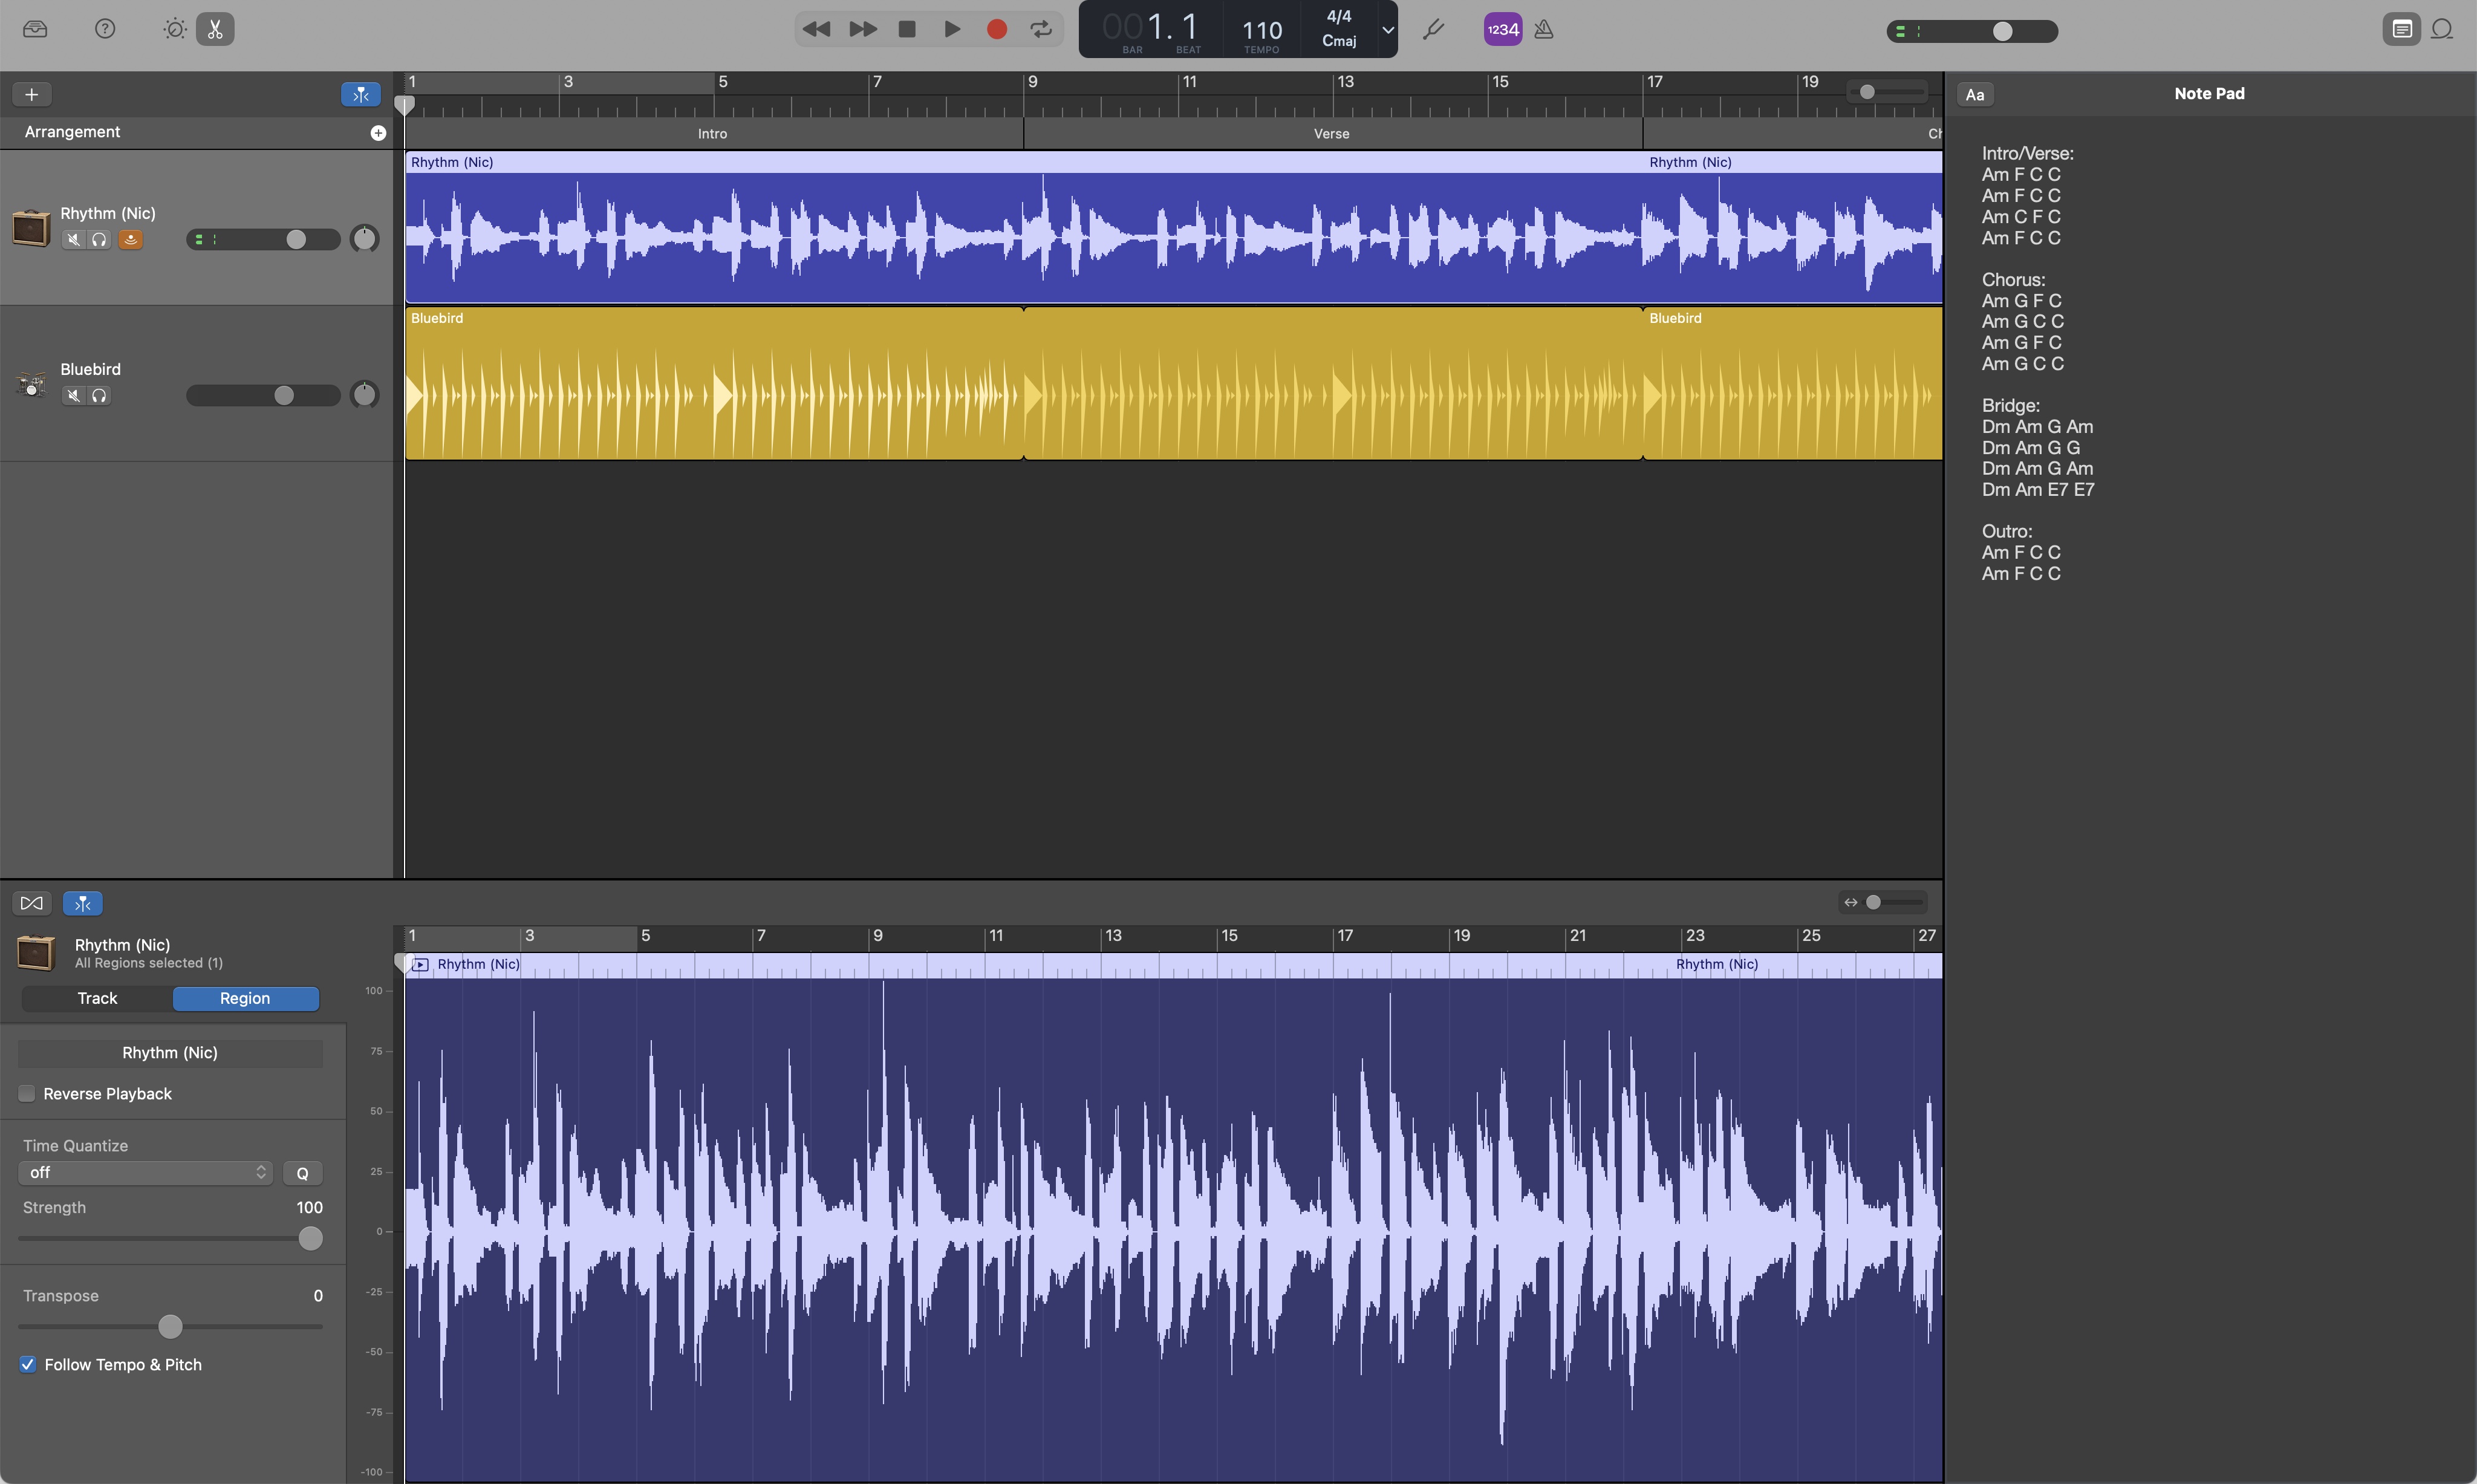 001. 1
BAR
BEAT
110
TEMPO
4/4
Cmaj
1234
1
3
5
7
9
11
13
15
17
19
Aa
Note Pad
Arrangement
Intro
Verse
Rhythm (Nic)
Rhythm (Nic)
Rhythm (Nic)
Bluebird
Bluebird
Bluebird
Intro/Verse:
Am F C C
Am F C C
Am C F C
Am F C C
Chorus:
Am G F C
Am G C C
Am G F C
Am G C C
Bridge:
Dm Am G Am
Dm Am G G
Dm Am G Am
Dm Am E7 E7
Outro:
Am F C C
Am F C C
Rhythm (Nic)
All Regions selected (1)
Track
Region
Rhythm (Nic)
Reverse Playback
Time Quantize
off
Q
Strength
100
Transpose
0
Follow Tempo & Pitch
1
3
5
7
9
11
13
15
17
19
21
23
25
27
Rhythm (Nic)
Rhythm (Nic)
100
75
50
25
0
-25
-50
-75
-100